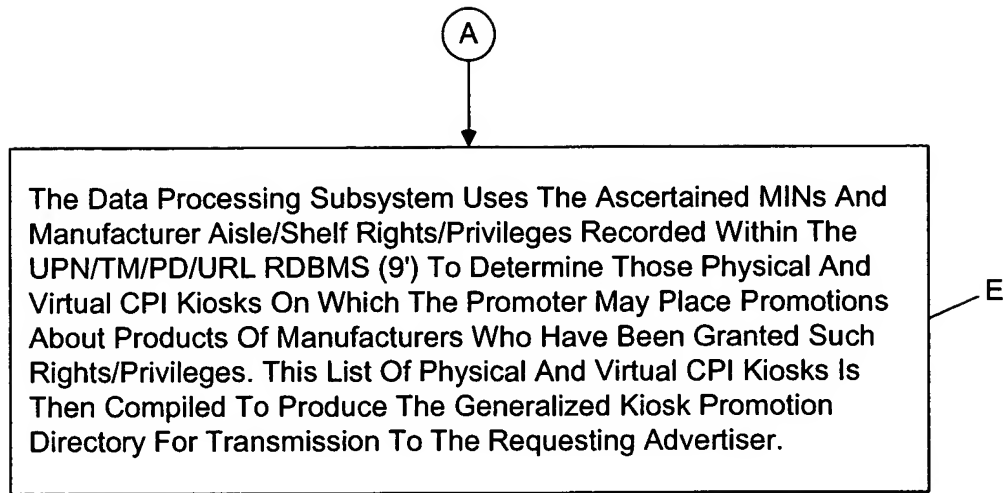 A
The Data Processing Subsystem Uses The Ascertained MINs And
Manufacturer Aisle/Shelf Rights/Privileges Recorded Within The
UPN/TM/PD/URL RDBMS (9') To Determine Those Physical And
Virtual CPI Kiosks On Which The Promoter May Place Promotions
About Products Of Manufacturers Who Have Been Granted Such
Rights/Privileges. This List Of Physical And Virtual CPI Kiosks Is
Then Compiled To Produce The Generalized Kiosk Promotion
Directory For Transmission To The Requesting Advertiser.
E